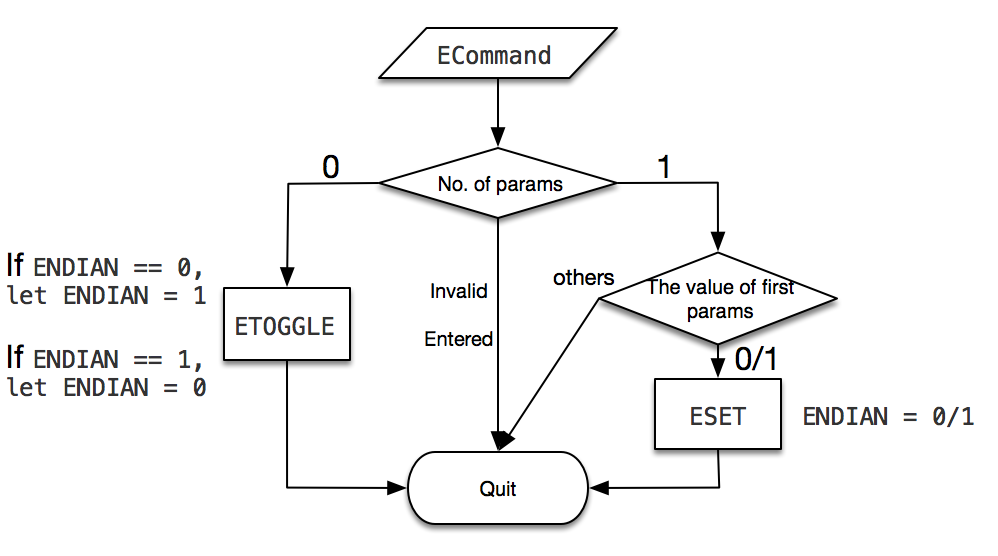 ECommand
0
No. of params
1
If ENDIAN == 0,
let ENDIAN = 1
If ENDIAN == 1,
let ENDIAN = 0
ETOGGLE
Invalid
Entered
others
The value of first
params
0/1
ESET
ENDIAN = 0/1
Quit